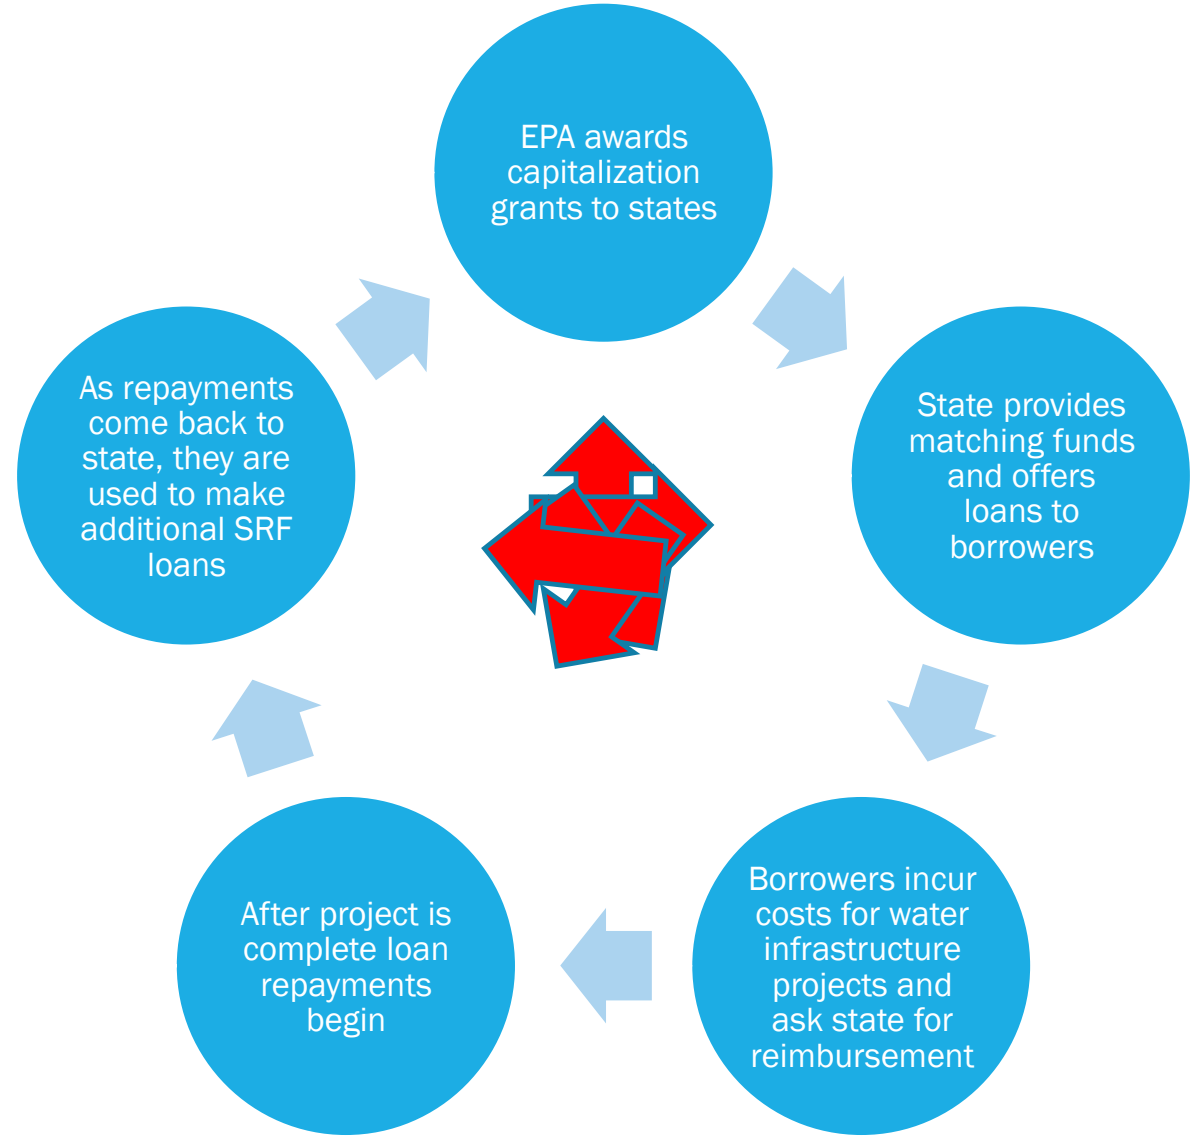 EPA awards
capitalization
grants to states
State provides
matching funds
and offers
loans to
borrowers
Borrowers incur
costs for water
infrastructure
projects and
ask state for
reimbursement
After project is
complete loan
repayments
begin
As repayments
come back to
state, they are
used to make
additional SRF
loans